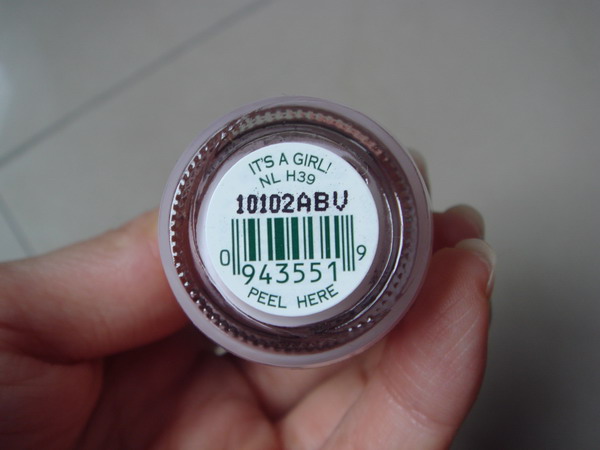 IT'S A GIRL!
NL H39
10102ABV
0 943551 9
PEEL HERE